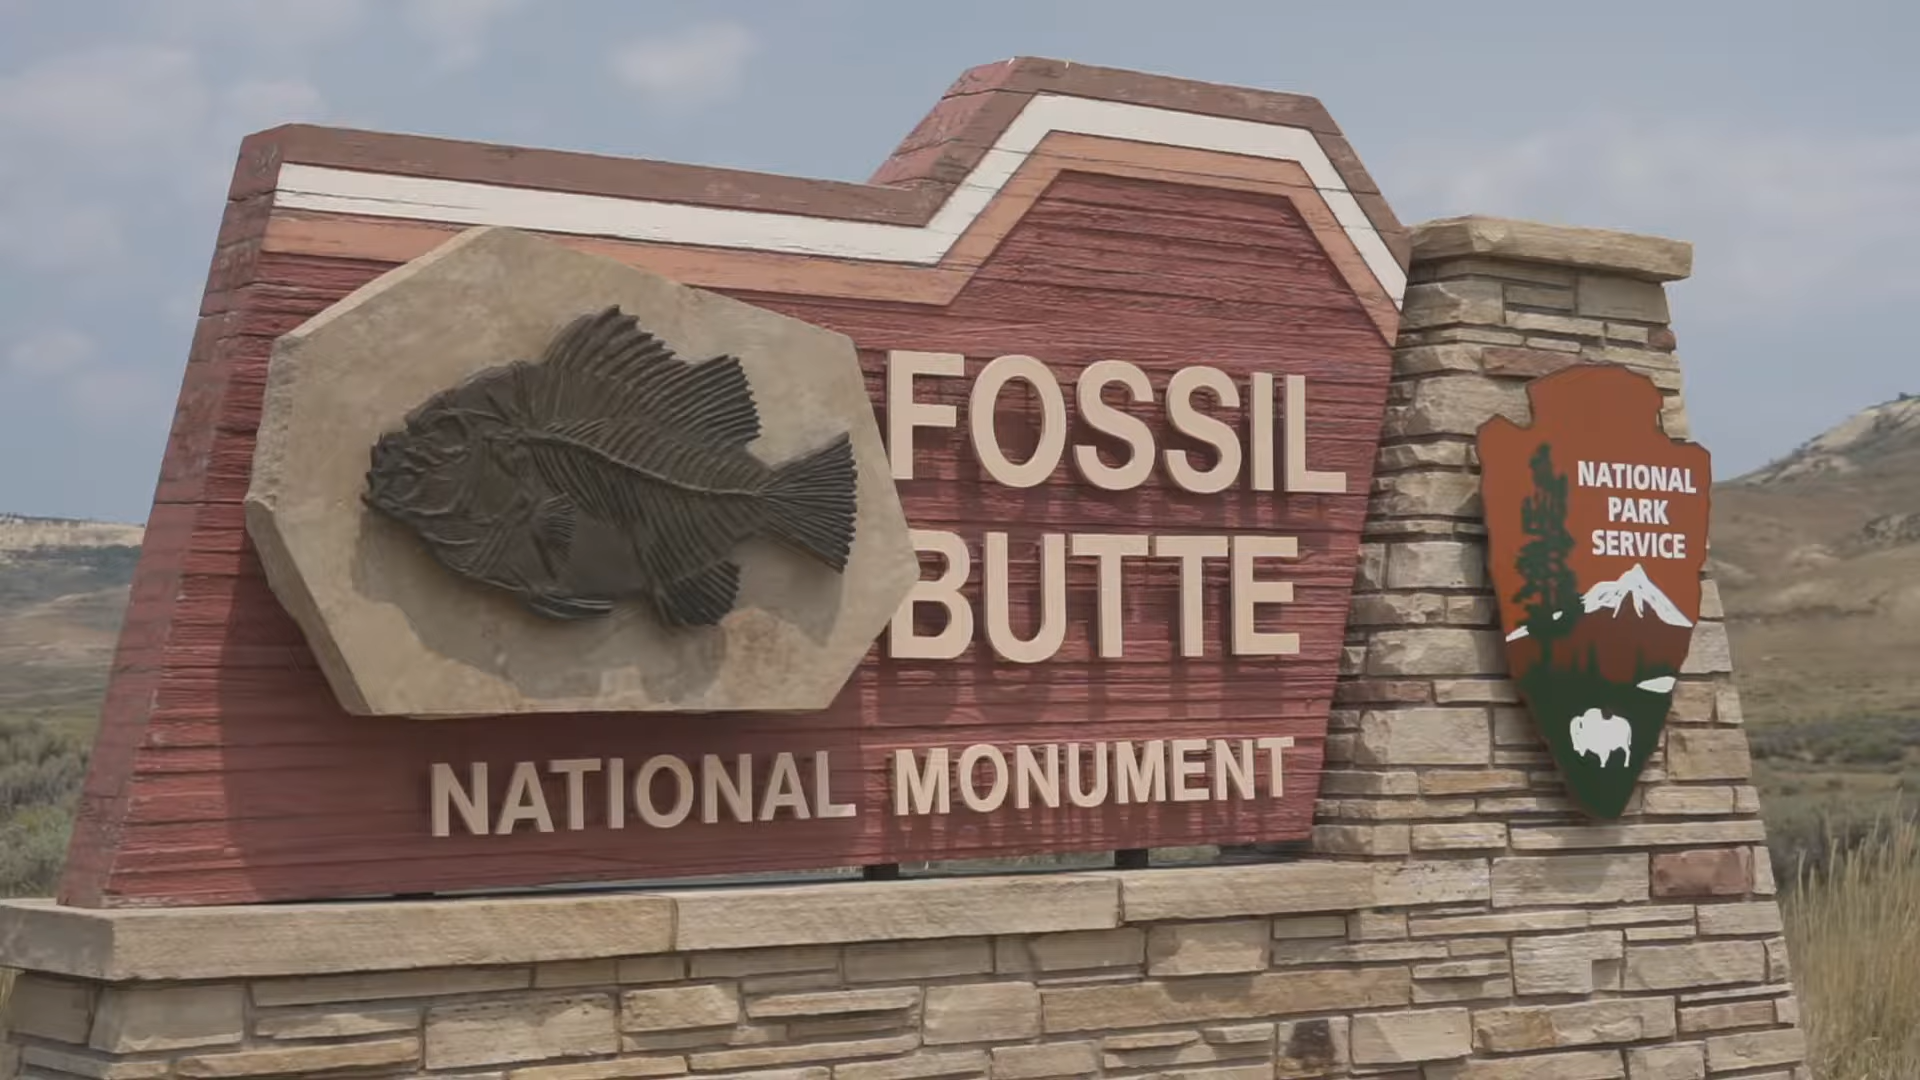 FOSSIL
BUTTE
NATIONAL MONUMENT
NATIONAL
PARK
SERVICE